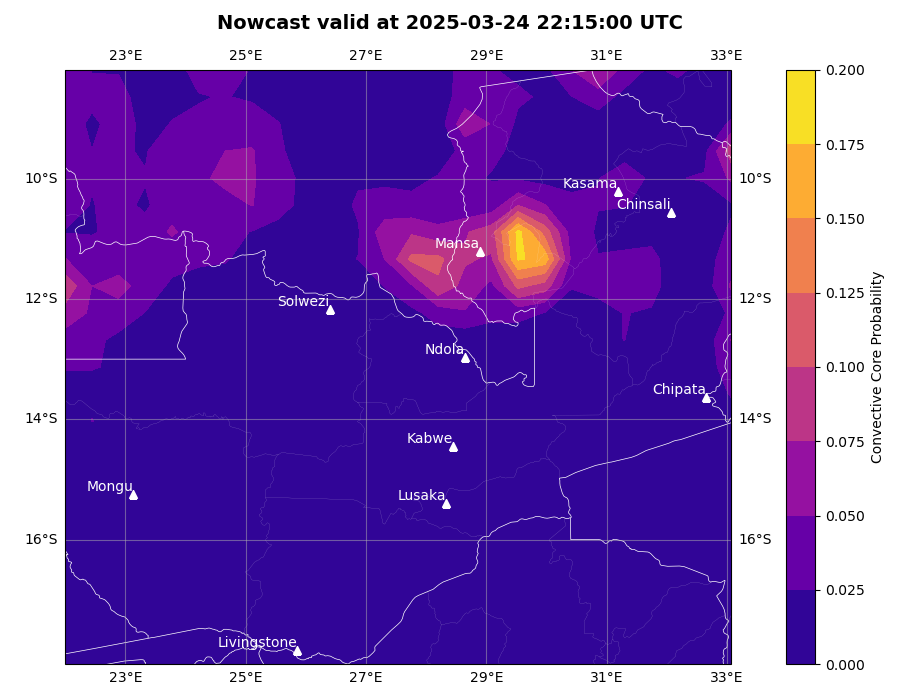 Nowcast valid at 2025-03-24 22:15:00 UTC
23°E 25°E 27°E 29°E 31°E 33°E
0.200
0.175
10°S Kasama 10°S
Chinsali
0.150
Mansa
0.125
12°S Solwezi 12°S
Ndola
0.100
Chipata
14°S 14°S
0.075
Kabwe
Mongu Lusaka
0.050
16°S 16°S
0.025
Livingstone
0.000
23°E 25°E 27°E 29°E 31°E 33°E
Convective Core Probability